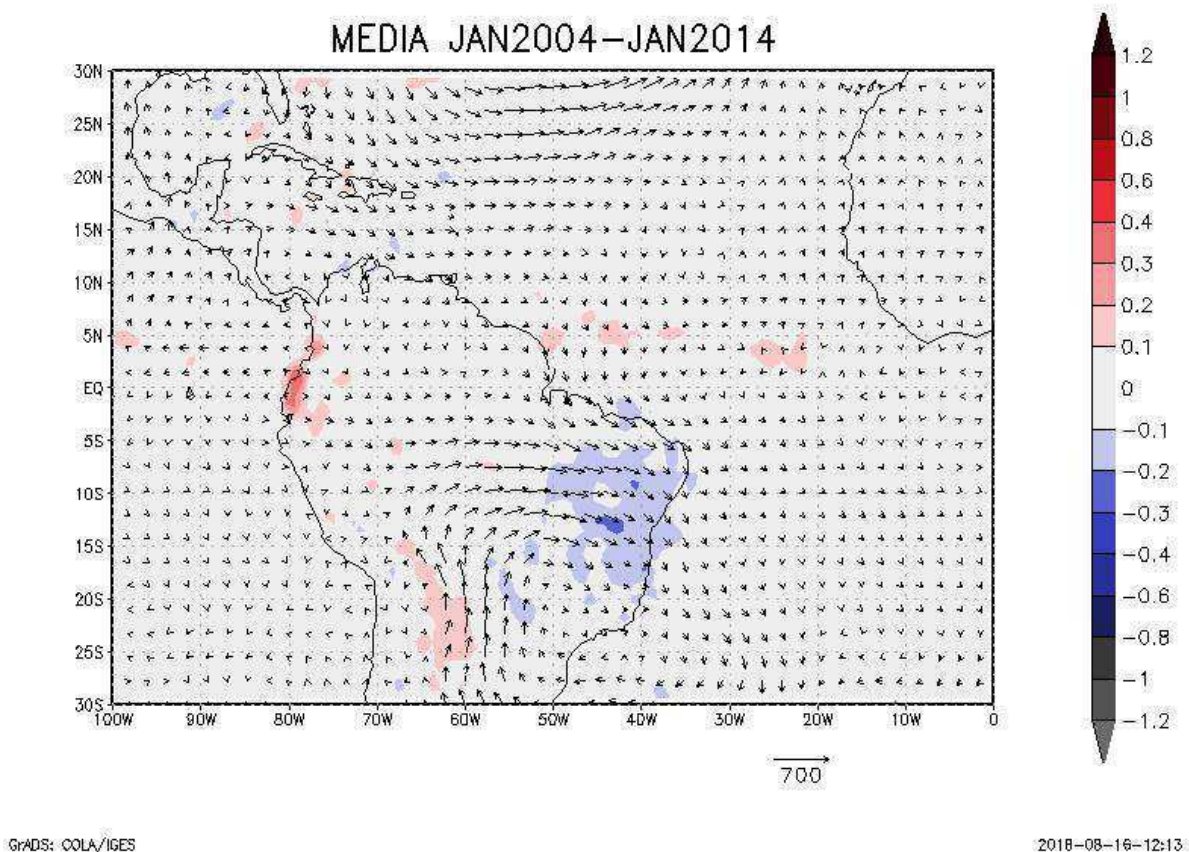 MEDIA JAN2004-JAN2014
30N
25N
20N
15N
10N
5N
EQ
5S
10S
15S
20S
25S
30S
100W 90W 80W 70W 60W 50W 40W 30W 20W 10W 0
1.2
1
0.8
0.6
0.4
0.3
0.2
0.1
0
-0.1
-0.2
-0.3
-0.4
-0.6
-0.8
-1
-1.2
700
GrADS: COLA/IGES
2018-08-16-12:13